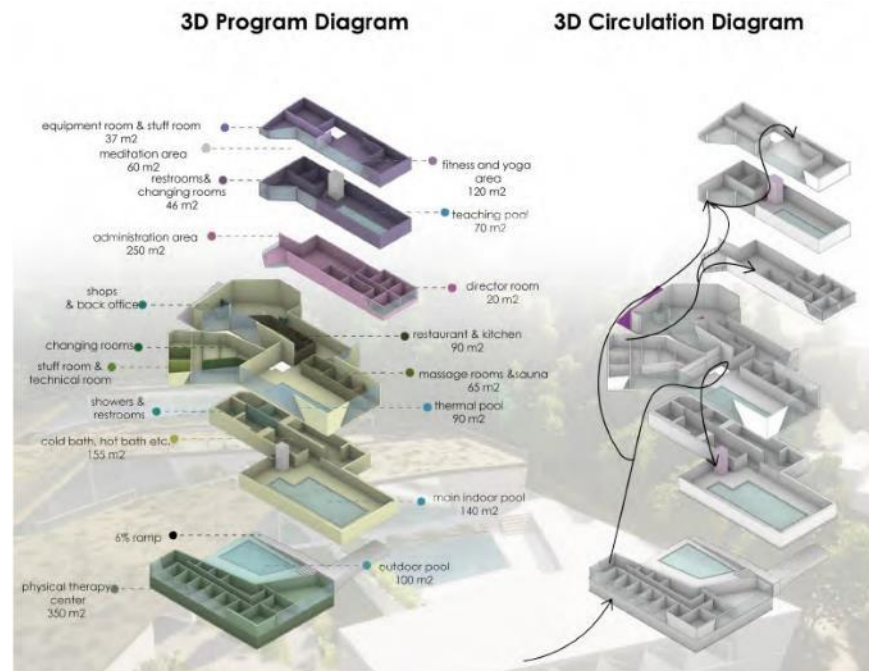 3D Program Diagram
3D Circulation Diagram
equipment room & stuff room
37 m2
meditation area
60 m2
fitness and yoga
area
120 m2
restrooms&
changing rooms
46 m2
teaching pool
70 m2
administration area
250 m2
director room
20 m2
shops
& back office
restaurant & kitchen
90 m2
changing rooms
stuff room &
technical room
massage rooms &sauna
65 m2
showers &
restrooms
thermal pool
90 m2
cold bath, hot bath etc.
155 m2
main indoor pool
140 m2
6% ramp
outdoor pool
100 m2
physical therapy
center
350 m2